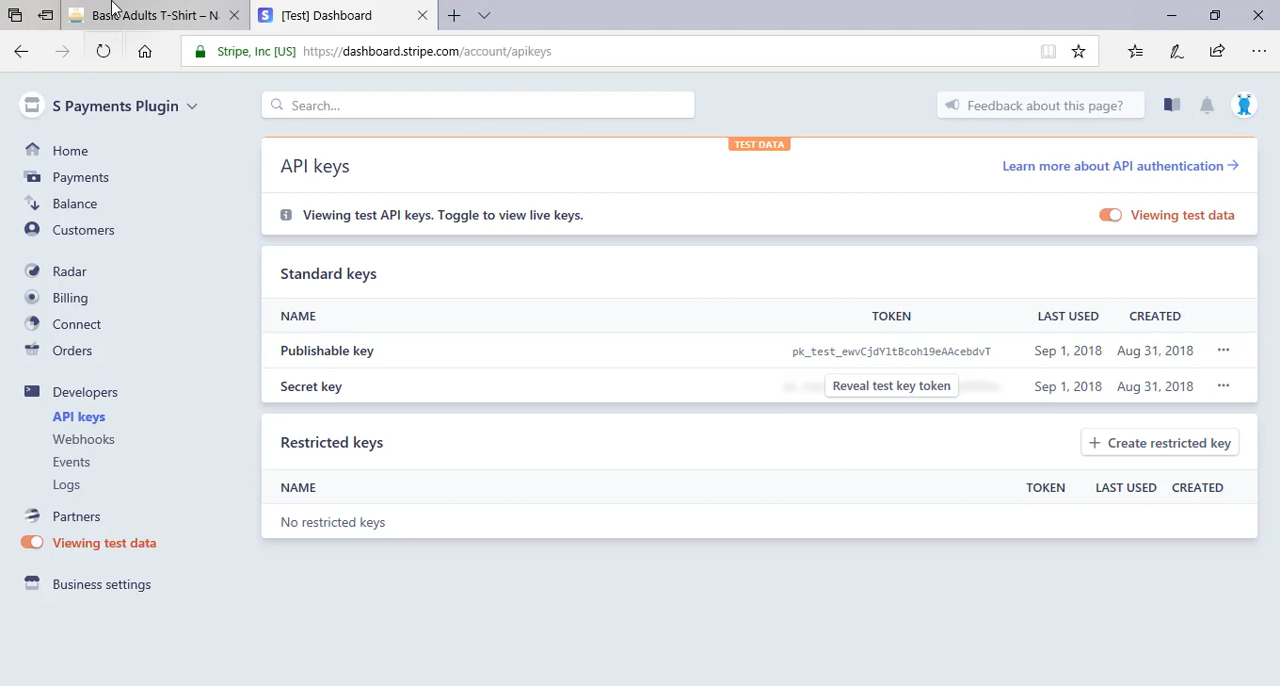 Basic Adults T-Shirt – N
[Test] Dashboard
Stripe, Inc [US] https://dashboard.stripe.com/account/apikeys
S Payments Plugin
Search...
Feedback about this page?
Home
Payments
Balance
Customers
Radar
Billing
Connect
Orders
Developers
API keys
Webhooks
Events
Logs
Partners
Viewing test data
Business settings
TEST DATA
API keys
Learn more about API authentication
Viewing test API keys. Toggle to view live keys.
Viewing test data
Standard keys
NAME TOKEN LAST USED CREATED
Publishable key pk_test_ewvCjdYltBcoh19eAAcebdvT Sep 1, 2018 Aug 31, 2018
Secret key Reveal test key token Sep 1, 2018 Aug 31, 2018
Restricted keys
Create restricted key
NAME TOKEN LAST USED CREATED
No restricted keys